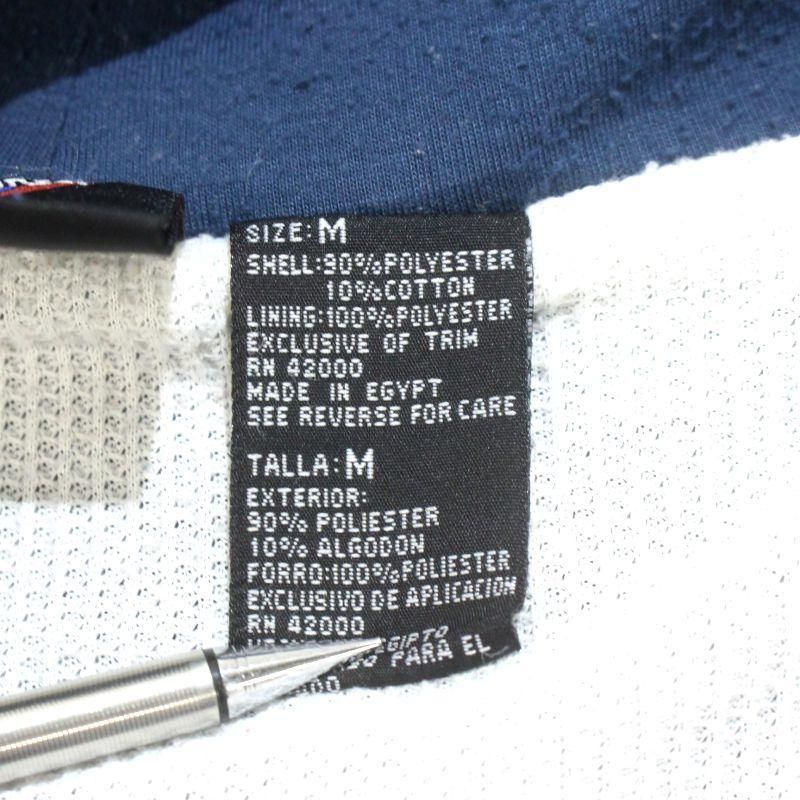 SIZE: M
SHELL: 90% POLYESTER
10% COTTON
LINING: 100% POLYESTER
EXCLUSIVE OF TRIM
RN 42000
MADE IN EGYPT
SEE REVERSE FOR CARE
TALLA: M
EXTERIOR:
90% POLIESTER
10% ALGODON
FORRO: 100% POLIESTER
EXCLUSIVO DE APLICACION
RN 42000
PARA EL